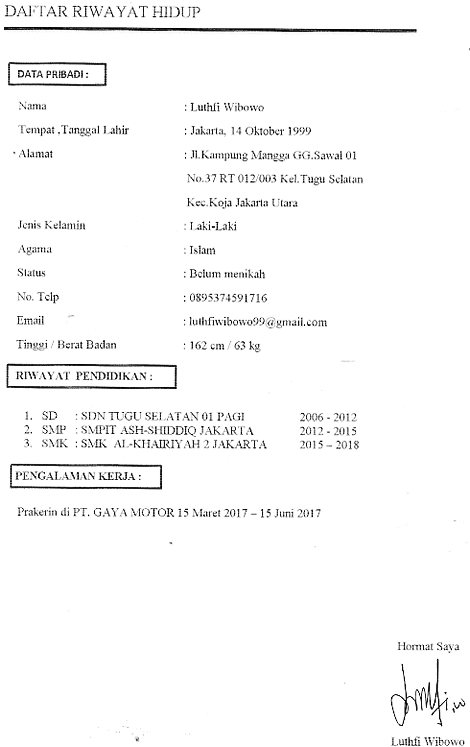 DAFTAR RIWAYAT HIDUP
DATA PRIBADI :
Nama : Luthfi Wibowo
Tempat ,Tanggal Lahir : Jakarta, 14 Oktober 1999
Alamat : Jl.Kampung Mangga GG.Sawal 01
No.37 RT 012/003 Kel.Tugu Selatan
Kec.Koja Jakarta Utara
Jenis Kelamin : Laki-Laki
Agama : Islam
Status : Belum menikah
No. Telp : 0895374591716
Email : luthfiwibowo99@gmail.com
Tinggi / Berat Badan : 162 cm / 63 kg
RIWAYAT PENDIDIKAN :
1. SD : SDN TUGU SELATAN 01 PAGI 2006 - 2012
2. SMP : SMPIT ASH-SHIDDIQ JAKARTA 2012 - 2015
3. SMK : SMK AL-KHAIRIYAH 2 JAKARTA 2015 – 2018
PENGALAMAN KERJA :
Prakerin di PT. GAYA MOTOR 15 Maret 2017 – 15 Juni 2017
Hormat Saya
Luthfi Wibowo